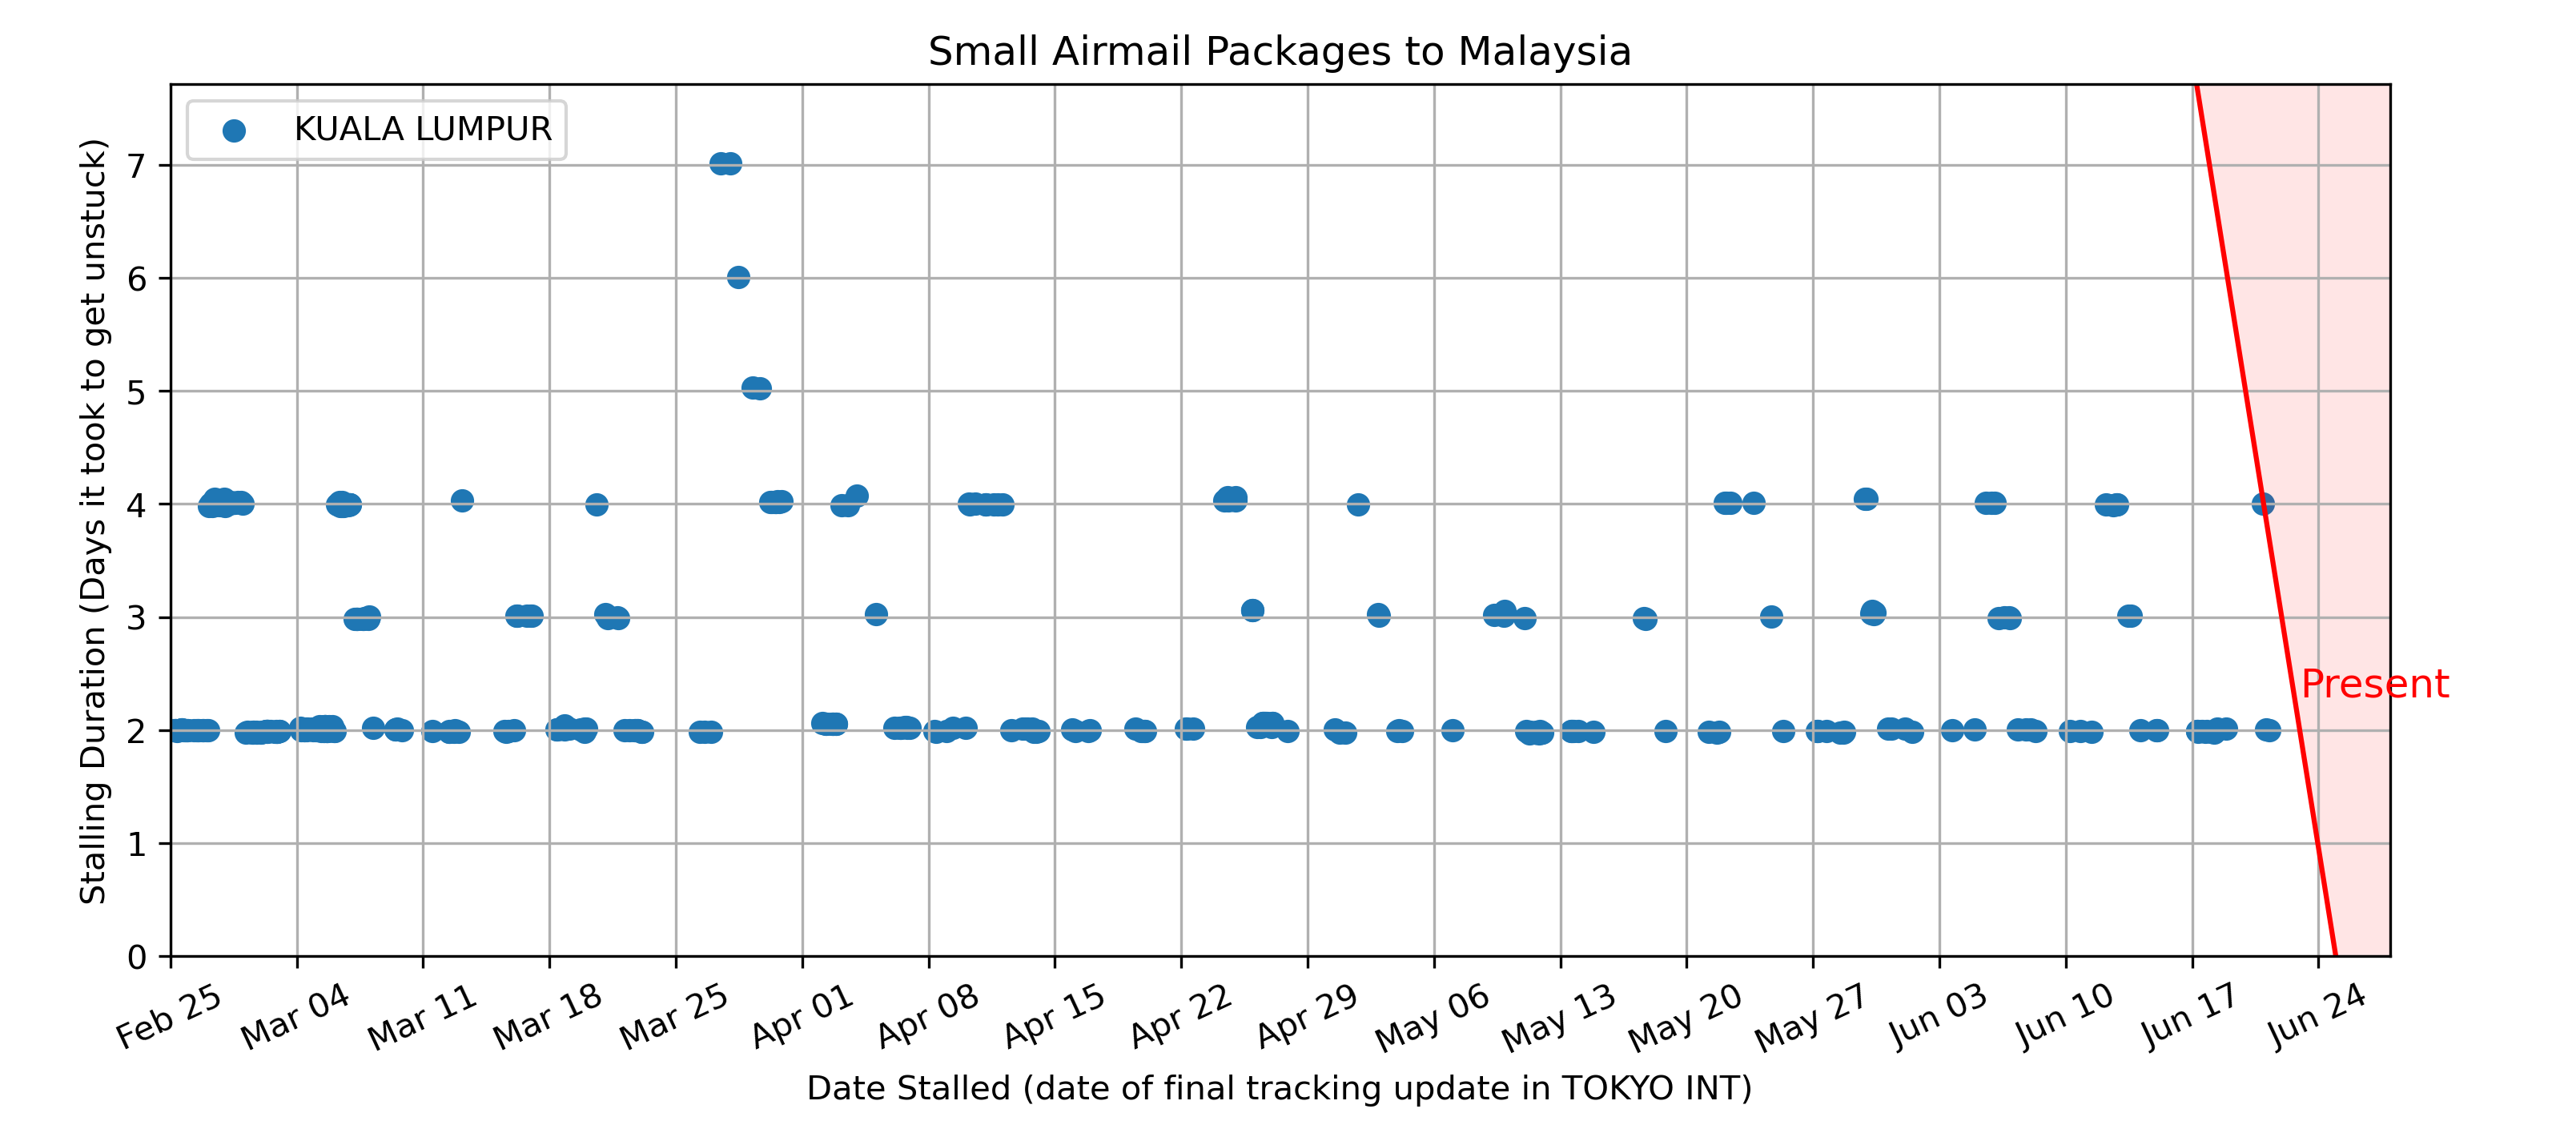 Small Airmail Packages to Malaysia
KUALA LUMPUR
Stalling Duration (Days it took to get unstuck)
7
6
5
4
3
2
1
0
Present
Feb 25
Mar 04
Mar 11
Mar 18
Mar 25
Apr 01
Apr 08
Apr 15
Apr 22
Apr 29
May 06
May 13
May 20
May 27
Jun 03
Jun 10
Jun 17
Jun 24
Date Stalled (date of final tracking update in TOKYO INT)